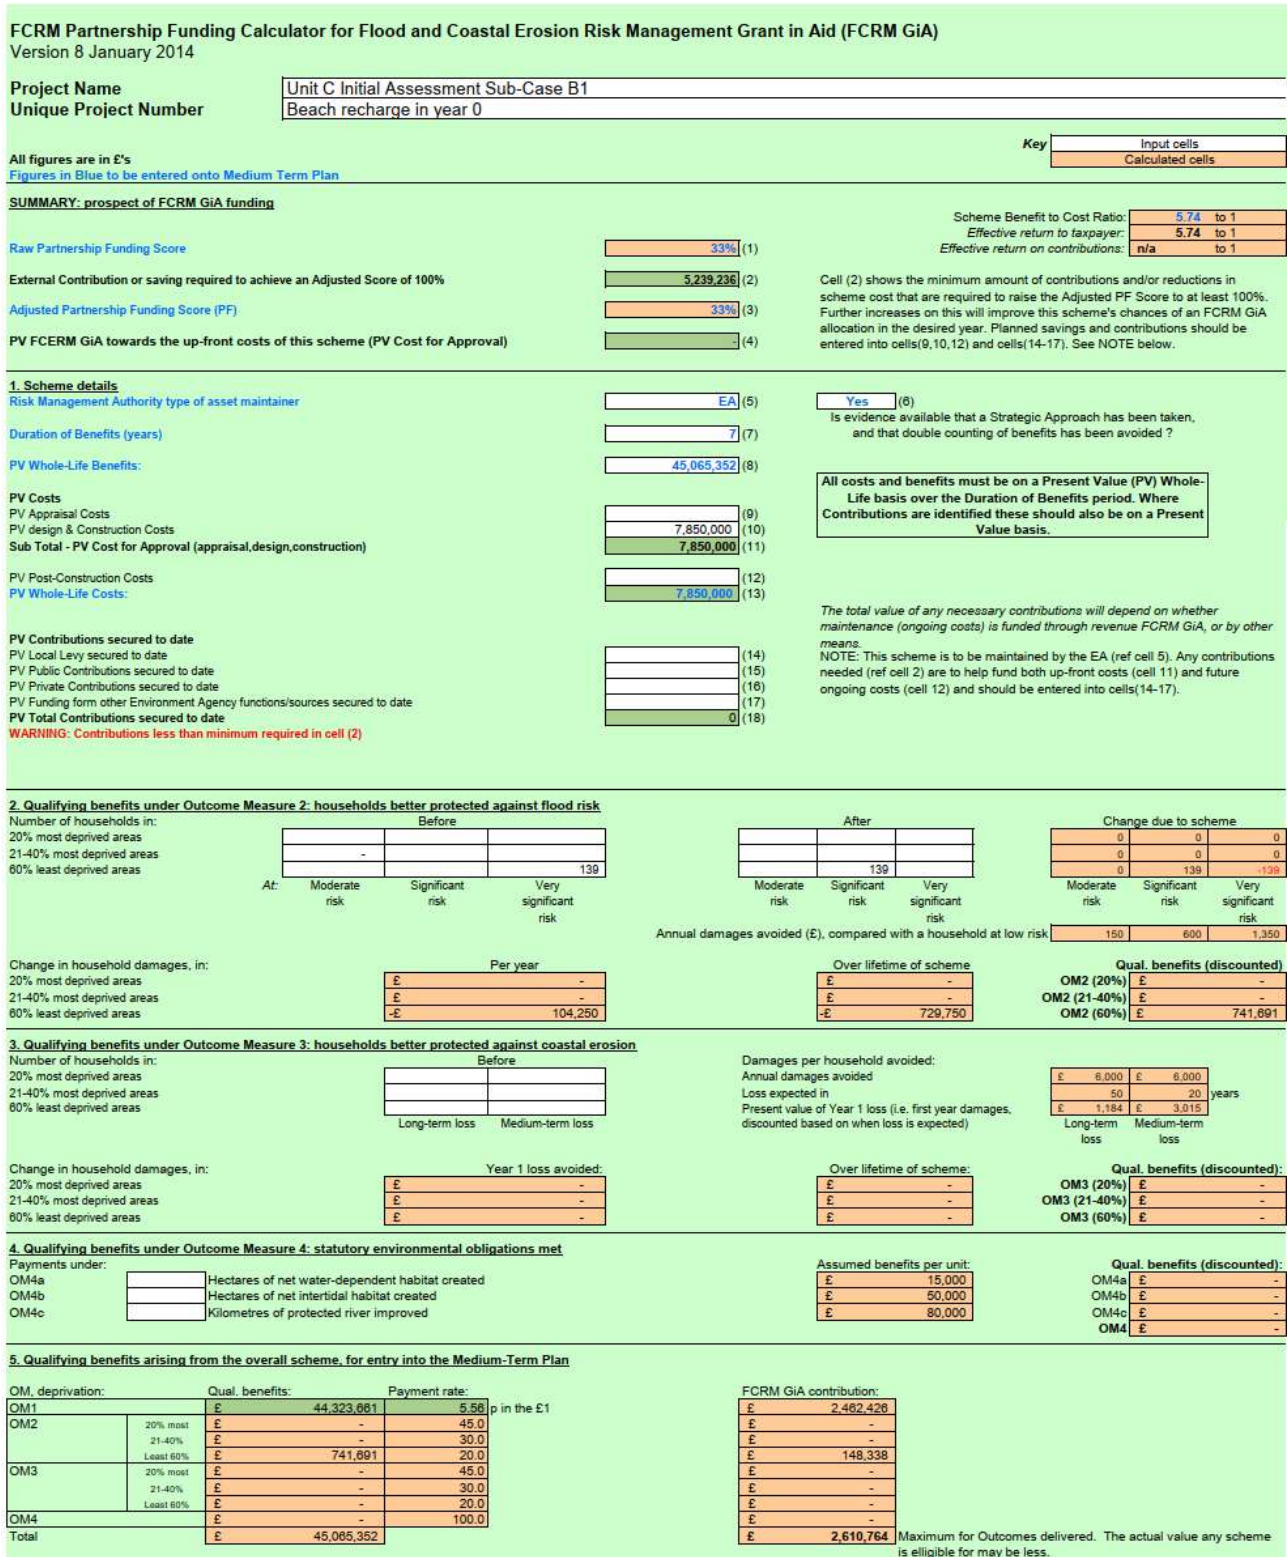 FCRM Partnership Funding Calculator for Flood and Coastal Erosion Risk Management Grant in Aid (FCRM GiA)
Version 8 January 2014
Project Name Unit C Initial Assessment Sub-Case B1
Unique Project Number Beach recharge in year 0
Key Input cells
All figures are in £'s Calculated cells
Figures in Blue to be entered onto Medium Term Plan
SUMMARY: prospect of FCRM GiA funding
Scheme Benefit to Cost Ratio: 5.74 to 1
Effective return to taxpayer: 5.74 to 1
Raw Partnership Funding Score 33% (1) Effective return on contributions: n/a to 1
External Contribution or saving required to achieve an Adjusted Score of 100% 5,239,236 (2) Cell (2) shows the minimum amount of contributions and/or reductions in
scheme cost that are required to raise the Adjusted PF Score to at least 100%.
Adjusted Partnership Funding Score (PF) 33% (3) Further increases on this will improve this scheme's chances of an FCRM GiA
allocation in the desired year. Planned savings and contributions should be
PV FCERM GiA towards the up-front costs of this scheme (PV Cost for Approval) - (4) entered into cells(9,10,12) and cells(14-17). See NOTE below.
1. Scheme details
Risk Management Authority type of asset maintainer EA (5) Yes (6)
Is evidence available that a Strategic Approach has been taken,
Duration of Benefits (years) 7 (7) and that double counting of benefits has been avoided ?
PV Whole-Life Benefits: 45,065,352 (8)
All costs and benefits must be on a Present Value (PV) Whole-
PV Costs Life basis over the Duration of Benefits period. Where
PV Appraisal Costs (9) Contributions are identified these should also be on a Present
PV design & Construction Costs 7,850,000 (10) Value basis.
Sub Total - PV Cost for Approval (appraisal,design,construction) 7,850,000 (11)
PV Post-Construction Costs (12)
PV Whole-Life Costs: 7,850,000 (13)
The total value of any necessary contributions will depend on whether
maintenance (ongoing costs) is funded through revenue FCRM GiA, or by other
PV Contributions secured to date means.
PV Local Levy secured to date (14) NOTE: This scheme is to be maintained by the EA (ref cell 5). Any contributions
PV Public Contributions secured to date (15) needed (ref cell 2) are to help fund both up-front costs (cell 11) and future
PV Private Contributions secured to date (16) ongoing costs (cell 12) and should be entered into cells(14-17).
PV Funding form other Environment Agency functions/sources secured to date (17)
PV Total Contributions secured to date 0 (18)
WARNING: Contributions less than minimum required in cell (2)
2. Qualifying benefits under Outcome Measure 2: households better protected against flood risk
Number of households in: Before After Change due to scheme
20% most deprived areas 0 0 0
21-40% most deprived areas - 0 0 0
60% least deprived areas 139 139 0 139 -139
At: Moderate Significant Very Moderate Significant Very Moderate Significant Very
risk risk significant risk risk significant risk risk significant
risk risk risk
Annual damages avoided (£), compared with a household at low risk 150 600 1,350
Change in household damages, in: Per year Over lifetime of scheme Qual. benefits (discounted)
20% most deprived areas £ - £ - OM2 (20%) £ -
21-40% most deprived areas £ - £ - OM2 (21-40%) £ -
60% least deprived areas -£ 104,250 -£ 729,750 OM2 (60%) £ 741,691
3. Qualifying benefits under Outcome Measure 3: households better protected against coastal erosion
Number of households in: Before Damages per household avoided:
20% most deprived areas Annual damages avoided £ 6,000 £ 6,000
21-40% most deprived areas Loss expected in 50 20 years
60% least deprived areas Present value of Year 1 loss (i.e. first year damages, £ 1,184 £ 3,015
Long-term loss Medium-term loss discounted based on when loss is expected) Long-term Medium-term
loss loss
Change in household damages, in: Year 1 loss avoided: Over lifetime of scheme: Qual. benefits (discounted):
20% most deprived areas £ - £ - OM3 (20%) £ -
21-40% most deprived areas £ - £ - OM3 (21-40%) £ -
60% least deprived areas £ - £ - OM3 (60%) £ -
4. Qualifying benefits under Outcome Measure 4: statutory environmental obligations met
Payments under: Assumed benefits per unit: Qual. benefits (discounted):
OM4a Hectares of net water-dependent habitat created £ 15,000 OM4a £ -
OM4b Hectares of net intertidal habitat created £ 50,000 OM4b £ -
OM4c Kilometres of protected river improved £ 80,000 OM4c £ -
OM4 £ -
5. Qualifying benefits arising from the overall scheme, for entry into the Medium-Term Plan
OM, deprivation: Qual. benefits: Payment rate: FCRM GiA contribution:
OM1 £ 44,323,661 5.56 p in the £1 £ 2,462,426
OM2 20% most £ - 45.0 £ -
21-40% £ - 30.0 £ -
Least 60% £ 741,691 20.0 £ 148,338
OM3 20% most £ - 45.0 £ -
21-40% £ - 30.0 £ -
Least 60% £ - 20.0 £ -
OM4 £ - 100.0 £ -
Total £ 45,065,352 £ 2,610,764 Maximum for Outcomes delivered. The actual value any scheme
is elligible for may be less.